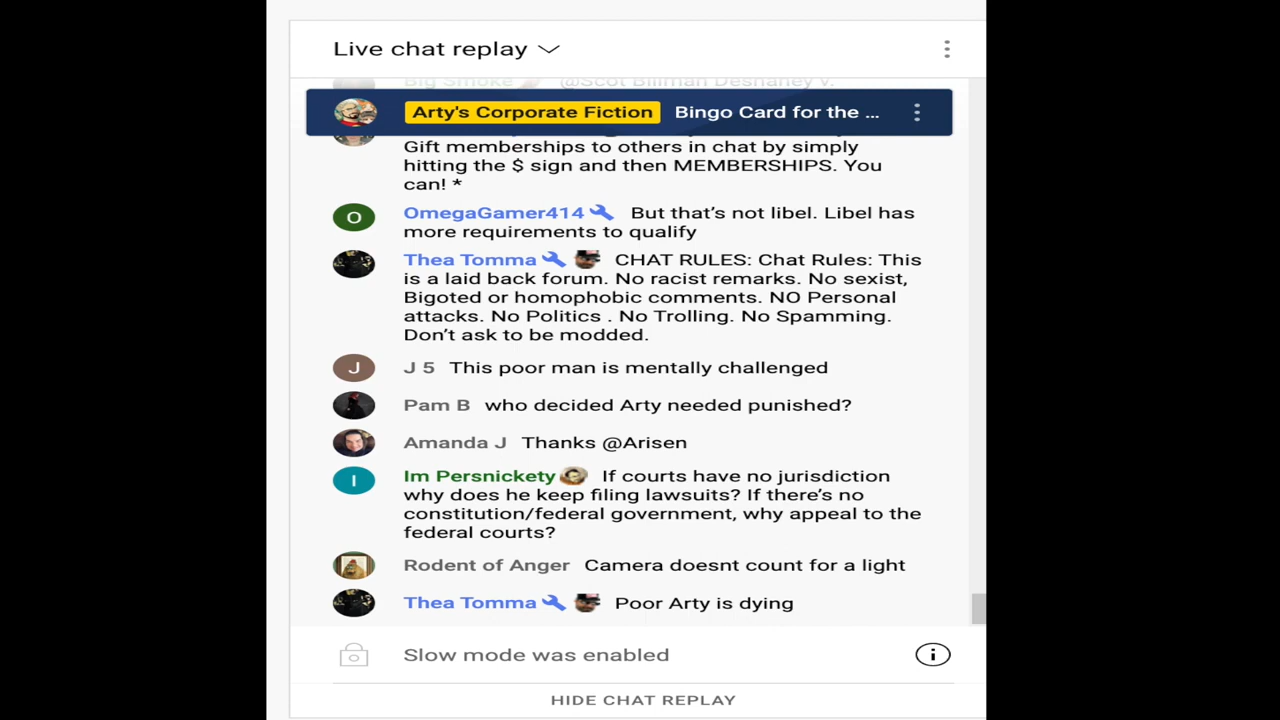 Live chat replay
Big Smoke @Scot Billman Deshaney v.
Arty's Corporate Fiction Bingo Card for the ...
Gift memberships to others in chat by simply
hitting the $ sign and then MEMBERSHIPS. You
can! *
O OmegaGamer414 But that's not libel. Libel has
more requirements to qualify
Thea Tomma CHAT RULES: Chat Rules: This
is a laid back forum. No racist remarks. No sexist,
Bigoted or homophobic comments. NO Personal
attacks. No Politics . No Trolling. No Spamming.
Don't ask to be modded.
J J 5 This poor man is mentally challenged
Pam B who decided Arty needed punished?
Amanda J Thanks @Arisen
I Im Persnickety If courts have no jurisdiction
why does he keep filing lawsuits? If there's no
constitution/federal government, why appeal to the
federal courts?
Rodent of Anger Camera doesnt count for a light
Thea Tomma Poor Arty is dying
Slow mode was enabled
HIDE CHAT REPLAY